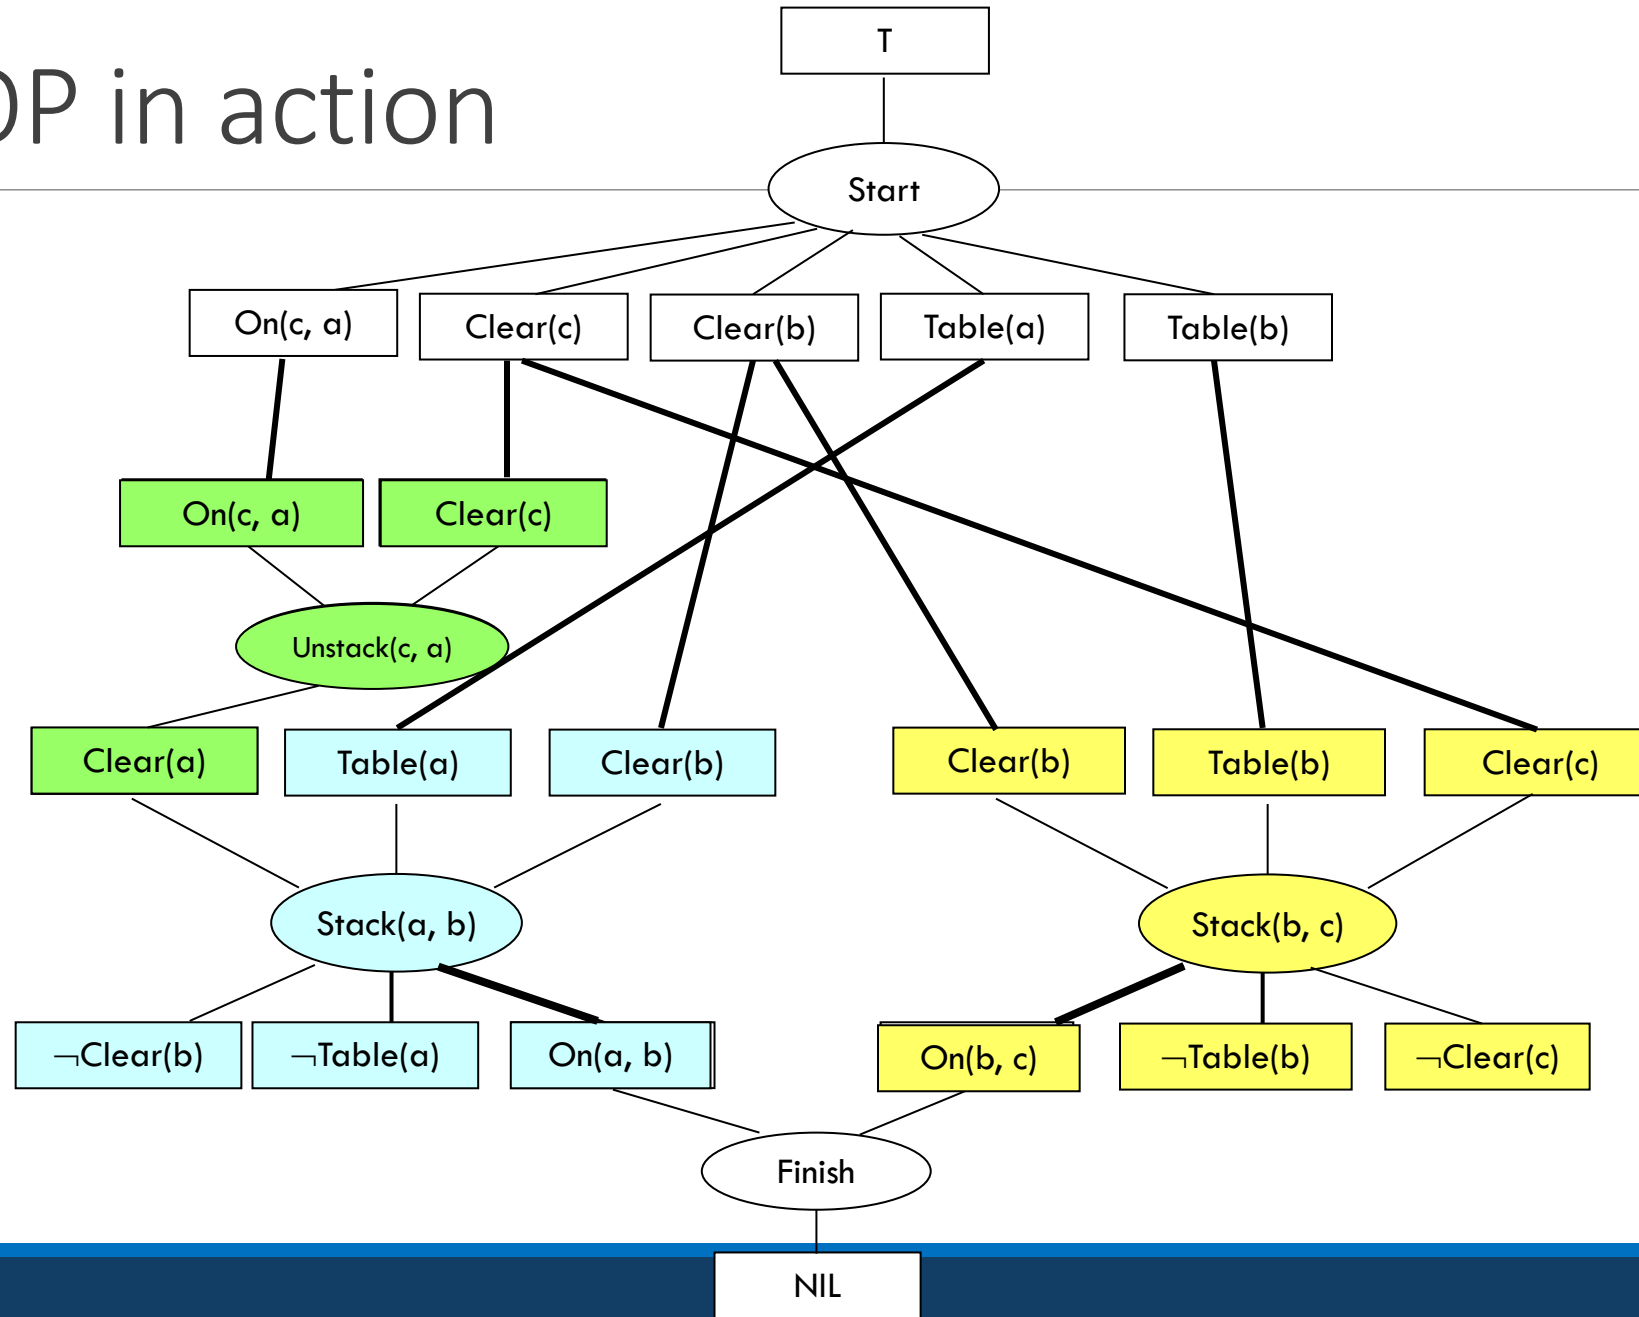 T
OP in action
Start
On(c, a)
Clear(c)
Clear(b)
Table(a)
Table(b)
On(c, a)
Clear(c)
Unstack(c, a)
Clear(a)
Table(a)
Clear(b)
Clear(b)
Table(b)
Clear(c)
Stack(a, b)
Stack(b, c)
¬Clear(b)
¬Table(a)
On(a, b)
On(b, c)
¬Table(b)
¬Clear(c)
Finish
NIL